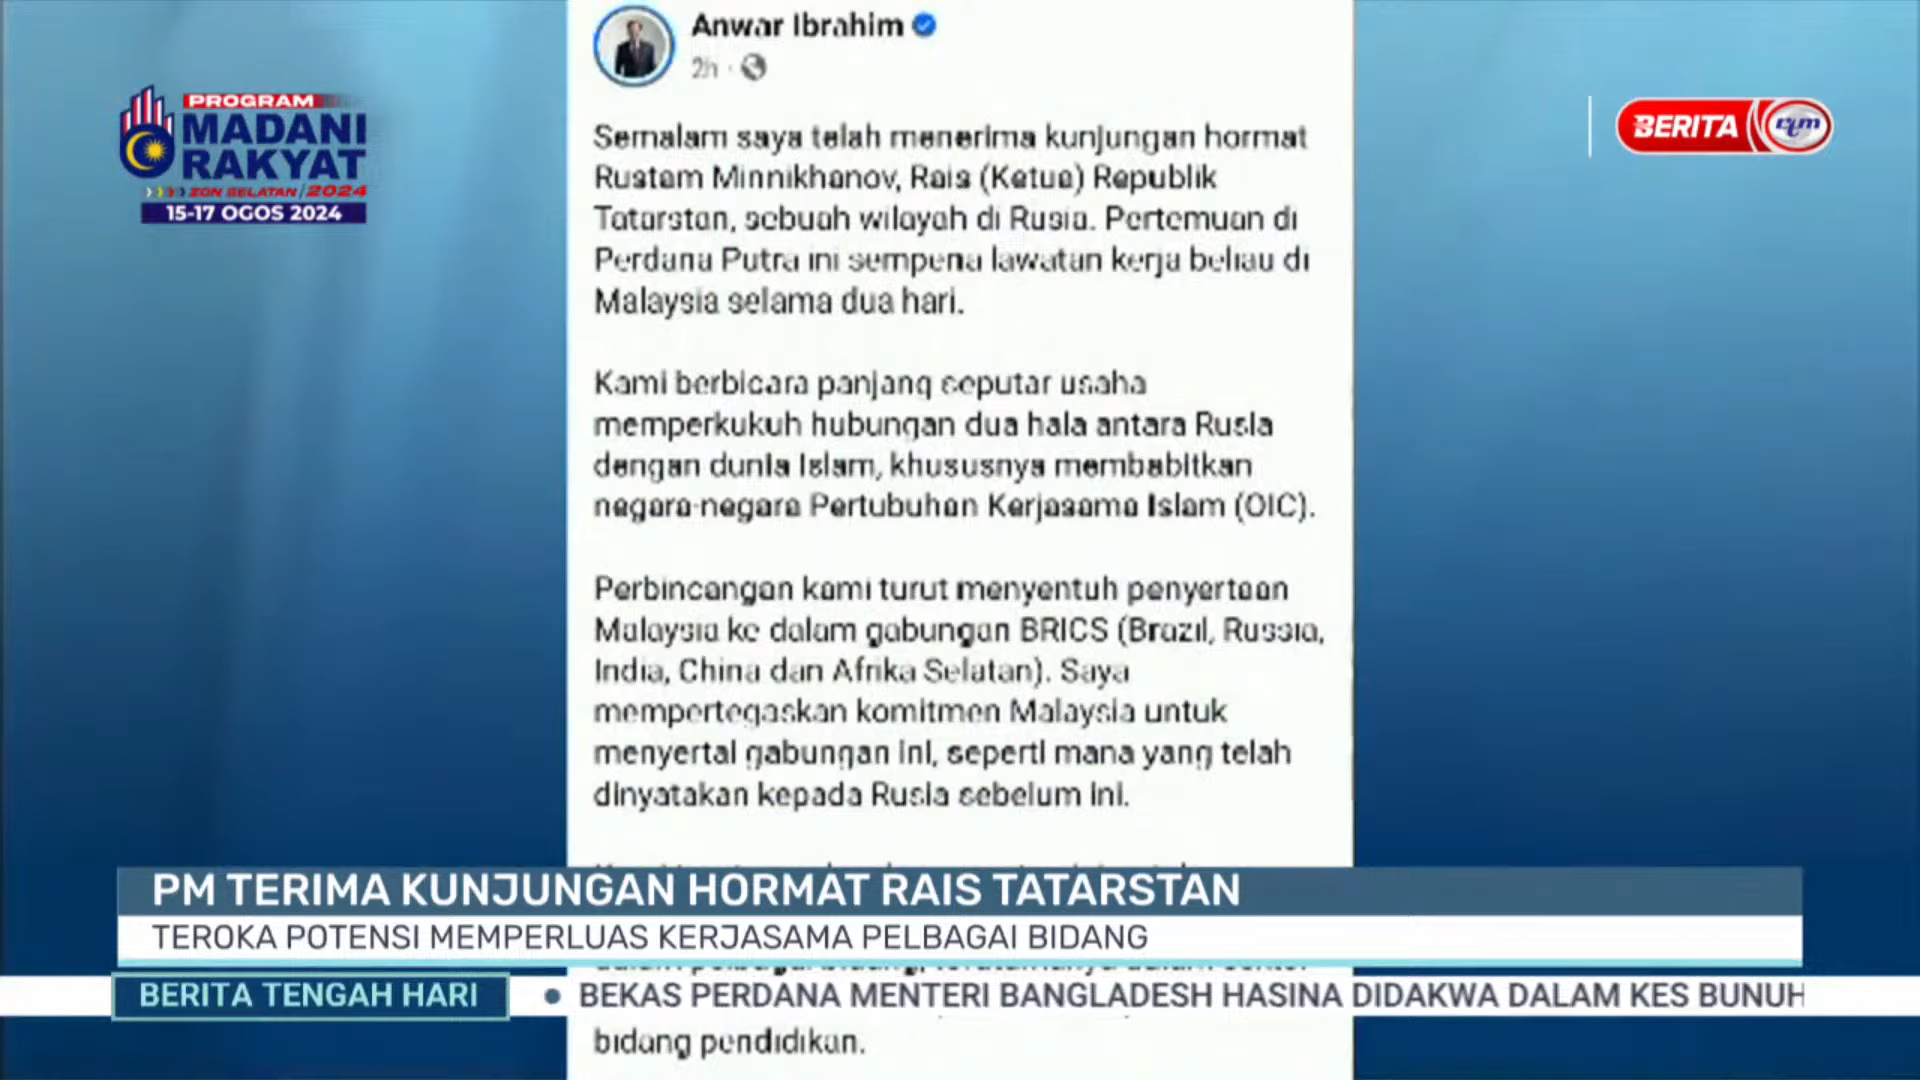 Anwar Ibrahim
2h
PROGRAM
MADANI
RAKYAT
ZON SELATAN/2024
15-17 OGOS 2024
BERITA rtm
Semalam saya telah menerima kunjungan hormat
Rustam Minnikhanov, Rais (Ketua) Republik
Tatarstan, sebuah wilayah di Rusia. Pertemuan di
Perdana Putra ini sempena lawatan kerja beliau di
Malaysia selama dua hari.
Kami berbicara panjang seputar usaha
memperkukuh hubungan dua hala antara Rusia
dengan dunia Islam, khususnya membabitkan
negara-negara Pertubuhan Kerjasama Islam (OIC).
Perbincangan kami turut menyentuh penyertaan
Malaysia ke dalam gabungan BRICS (Brazil, Russia,
India, China dan Afrika Selatan). Saya
mempertegaskan komitmen Malaysia untuk
menyertai gabungan ini, seperti mana yang telah
dinyatakan kepada Rusia sebelum ini.
PM TERIMA KUNJUNGAN HORMAT RAIS TATARSTAN
TEROKA POTENSI MEMPERLUAS KERJASAMA PELBAGAI BIDANG
BERITA TENGAH HARI
• BEKAS PERDANA MENTERI BANGLADESH HASINA DIDAKWA DALAM KES BUNUH
bidang pendidikan.